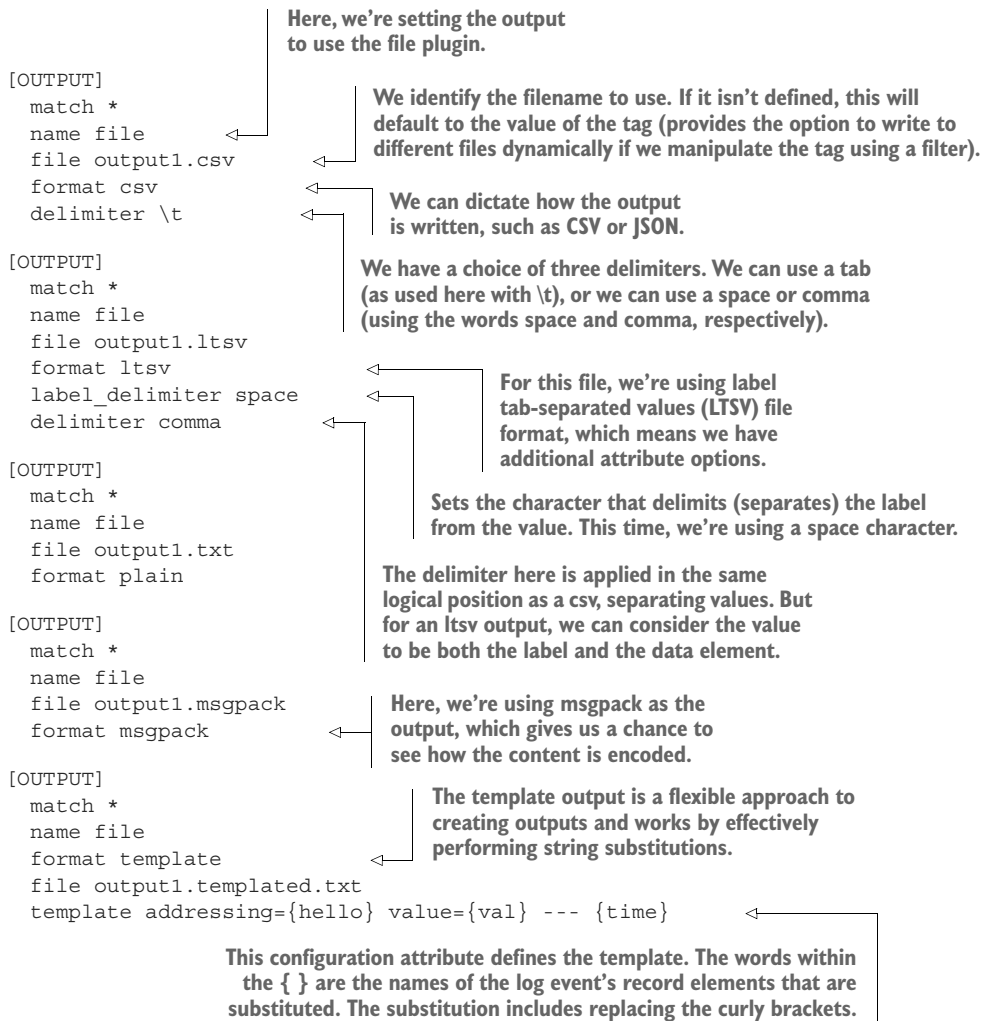 Here, we're setting the output
to use the file plugin.
[OUTPUT]
match *
name file
file output1.csv
format csv
delimiter \t
We identify the filename to use. If it isn't defined, this will
default to the value of the tag (provides the option to write to
different files dynamically if we manipulate the tag using a filter).
We can dictate how the output
is written, such as CSV or JSON.
We have a choice of three delimiters. We can use a tab
(as used here with \t), or we can use a space or comma
(using the words space and comma, respectively).
[OUTPUT]
match *
name file
file output1.ltsv
format ltsv
label_delimiter space
delimiter comma
For this file, we're using label
tab-separated values (LTSV) file
format, which means we have
additional attribute options.
Sets the character that delimits (separates) the label
from the value. This time, we're using a space character.
The delimiter here is applied in the same
logical position as a csv, separating values. But
for an ltsv output, we can consider the value
to be both the label and the data element.
[OUTPUT]
match *
name file
file output1.txt
format plain
[OUTPUT]
match *
name file
file output1.msgpack
format msgpack
Here, we're using msgpack as the
output, which gives us a chance to
see how the content is encoded.
[OUTPUT]
match *
name file
format template
file output1.templated.txt
template addressing={hello} value={val} --- {time}
The template output is a flexible approach to
creating outputs and works by effectively
performing string substitutions.
This configuration attribute defines the template. The words within
the { } are the names of the log event's record elements that are
substituted. The substitution includes replacing the curly brackets.